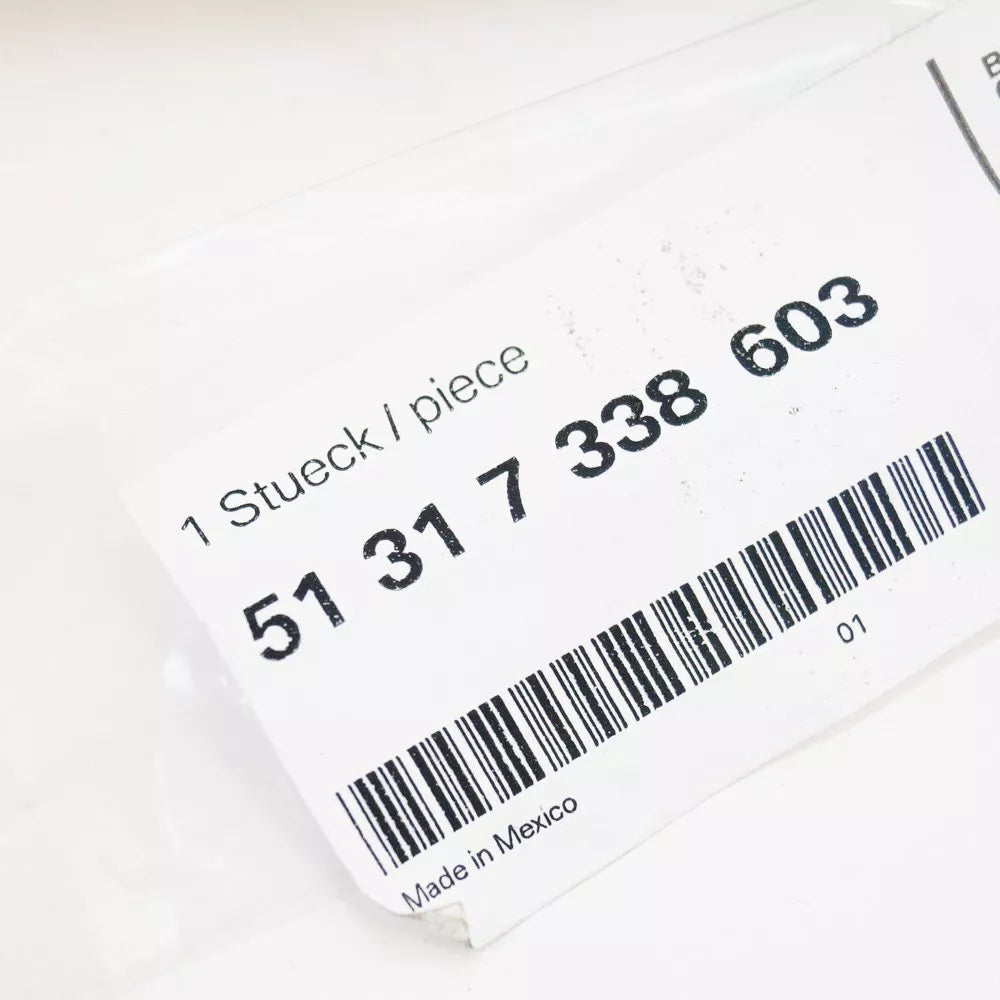 1 Stueck / piece
51 31 7 338 603
01
Made in Mexico